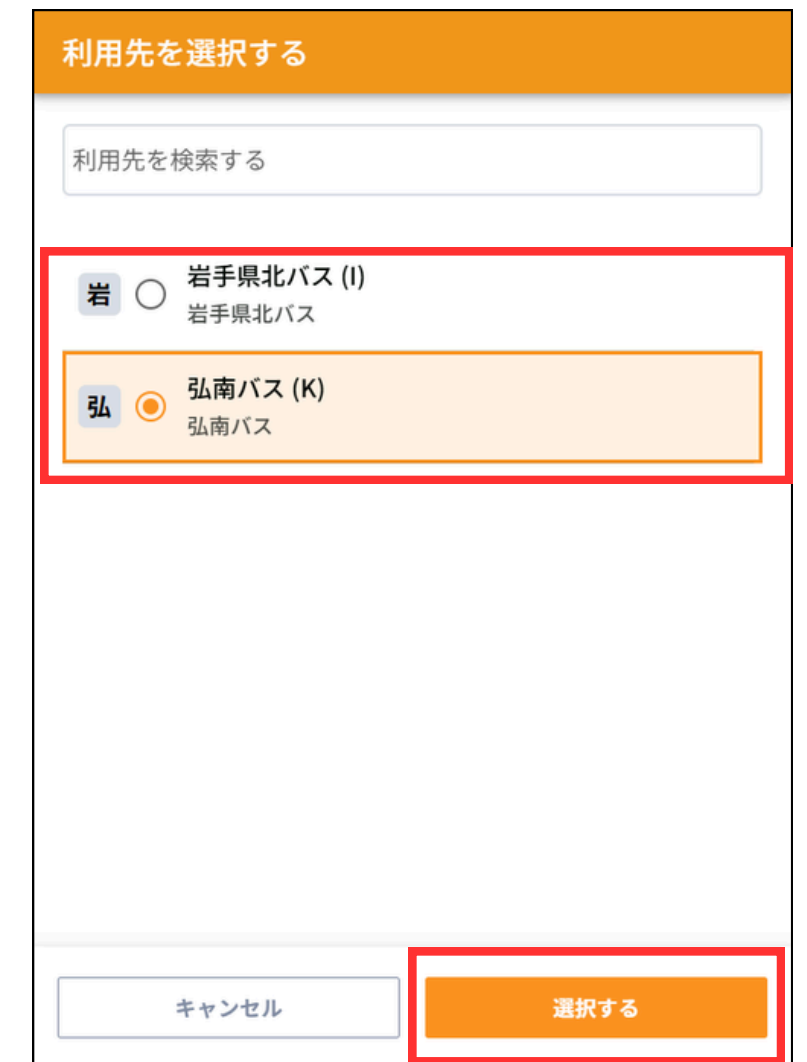 利用先を選択する
利用先を検索する
岩
岩手県北バス (I)
岩手県北バス
弘
弘南バス (K)
弘南バス
キャンセル
選択する